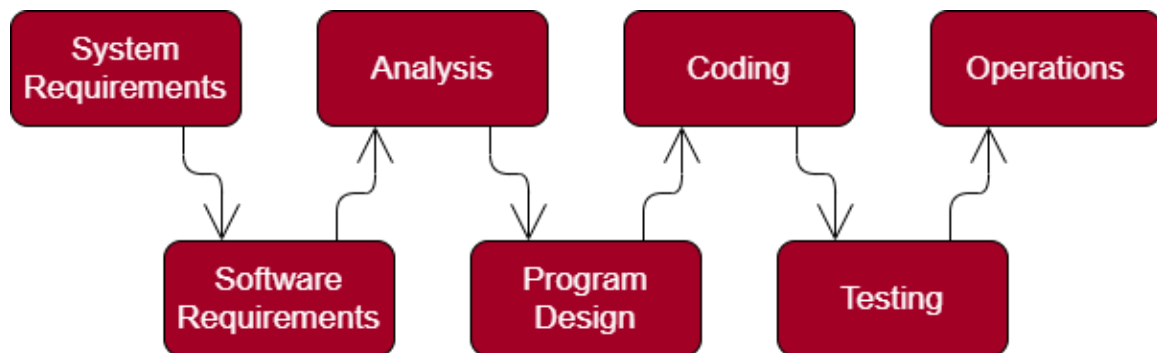 System
Requirements
Analysis
Coding
Operations
Software
Requirements
Program
Design
Testing